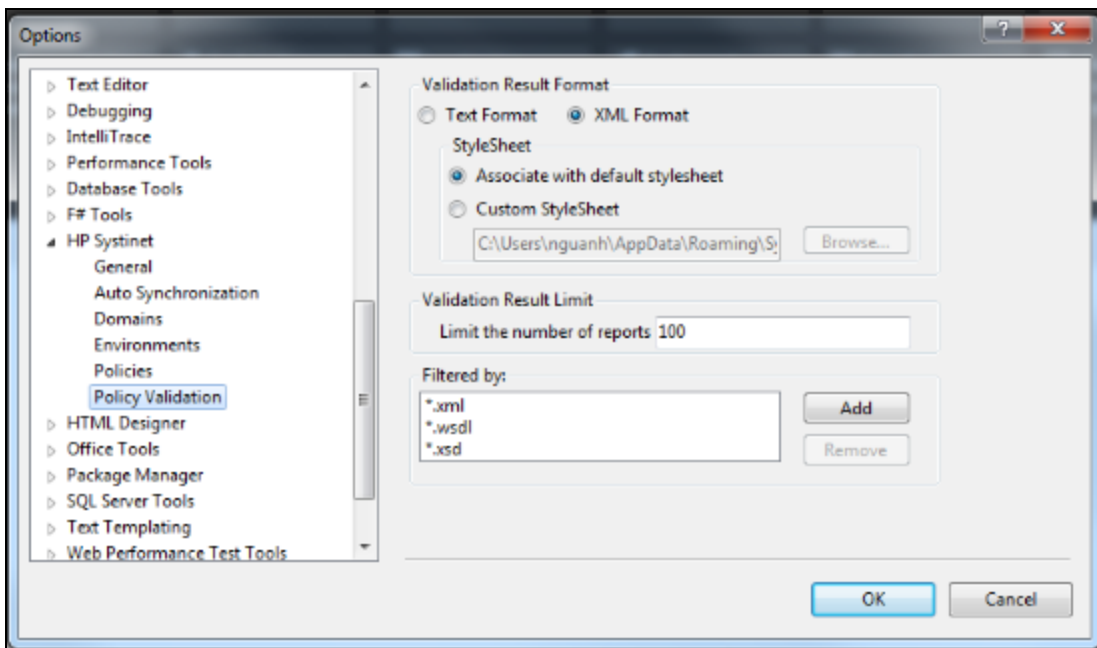 Options
Text Editor
Debugging
IntelliTrace
Performance Tools
Database Tools
F# Tools
HP Systinet
General
Auto Synchronization
Domains
Environments
Policies
Policy Validation
HTML Designer
Office Tools
Package Manager
SQL Server Tools
Text Templating
Web Performance Test Tools
Validation Result Format
Text Format XML Format
StyleSheet
Associate with default stylesheet
Custom StyleSheet
C:\Users\nguanh\AppData\Roaming\Sy Browse...
Validation Result Limit
Limit the number of reports 100
Filtered by:
*.xml
*.wsdl
*.xsd
Add
Remove
OK Cancel